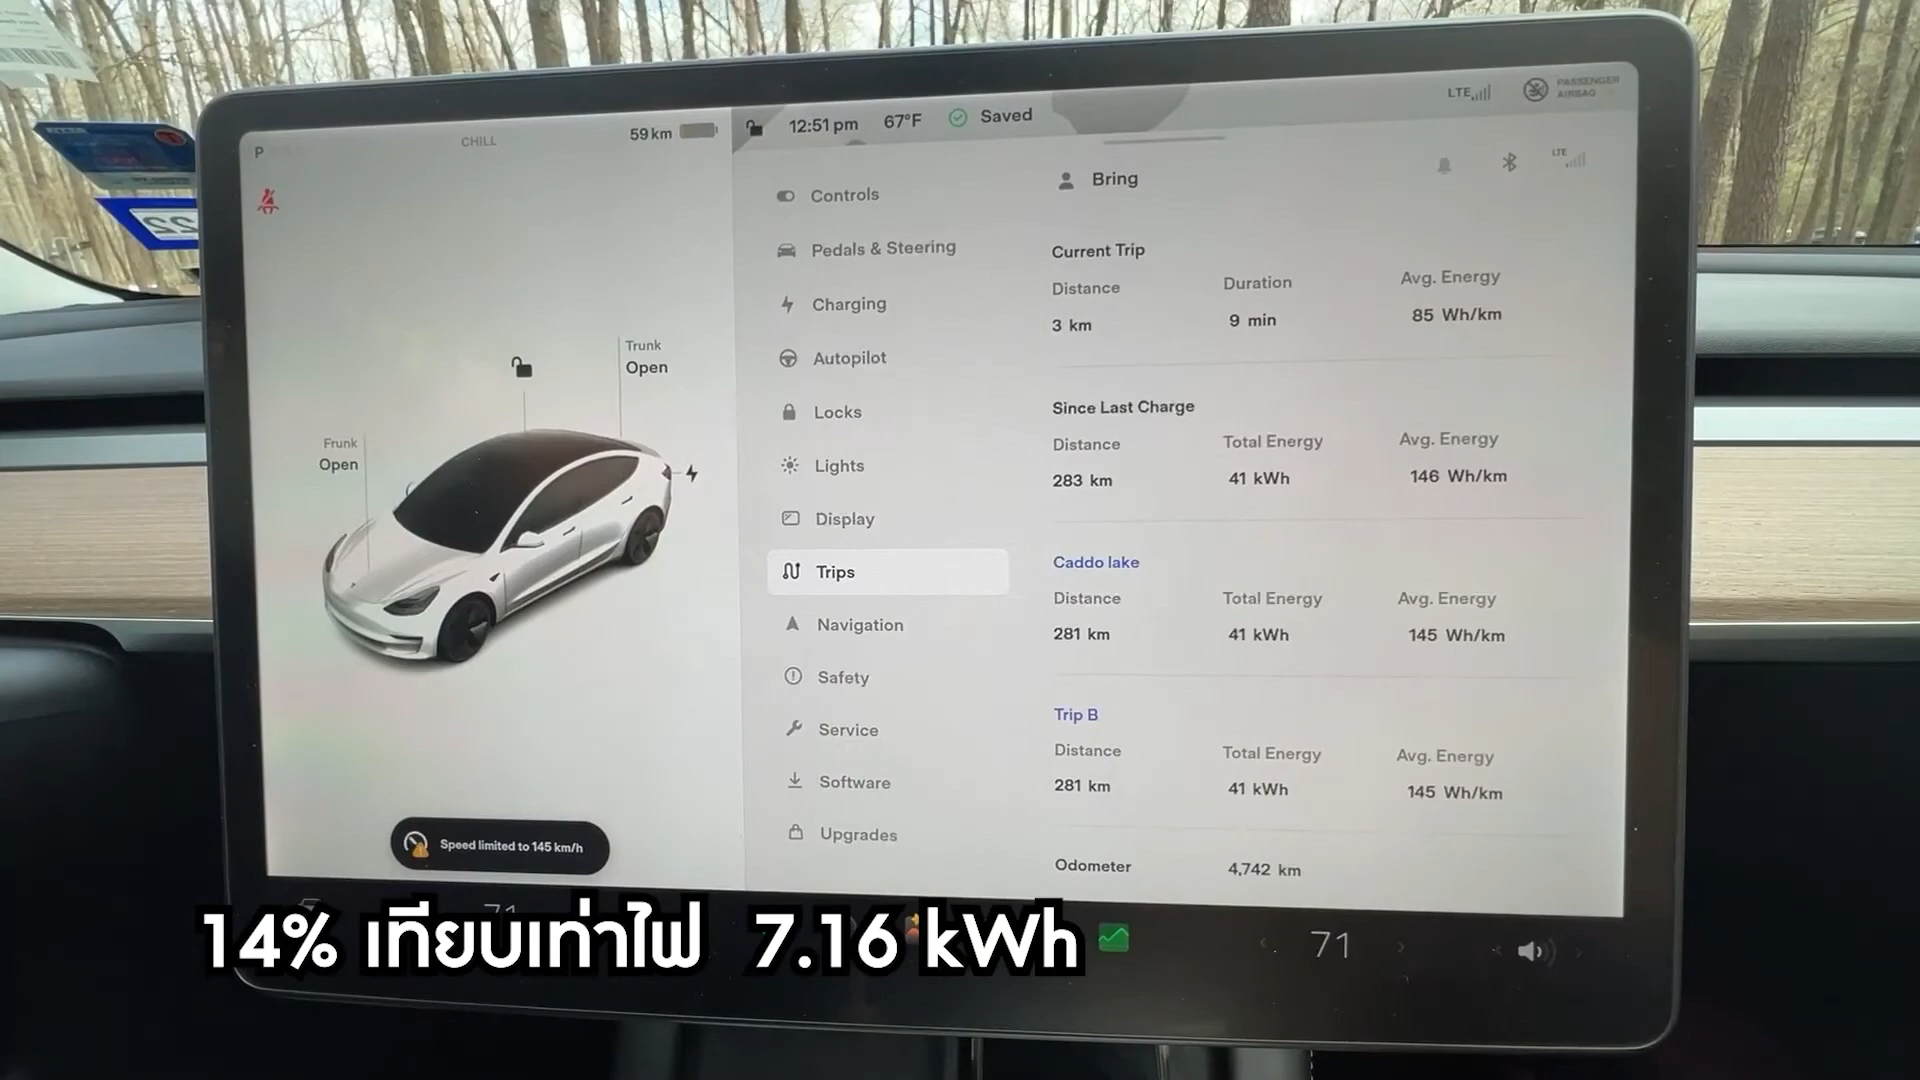 P
CHILL
59 km
12:51 pm
67°F
Saved
LTE
PASSENGER
AIRBAG
LTE
Controls
Pedals & Steering
Charging
Autopilot
Locks
Lights
Display
Trips
Navigation
Safety
Service
Software
Upgrades
Trunk
Open
Frunk
Open
Speed limited to 145 km/h
Bring
Current Trip
Distance Duration Avg. Energy
3 km 9 min 85 Wh/km
Since Last Charge
Distance Total Energy Avg. Energy
283 km 41 kWh 146 Wh/km
Caddo lake
Distance Total Energy Avg. Energy
281 km 41 kWh 145 Wh/km
Trip B
Distance Total Energy Avg. Energy
281 km 41 kWh 145 Wh/km
Odometer 4,742 km
71
14% เทียบเท่าไฟ 7.16 kWh
71
22